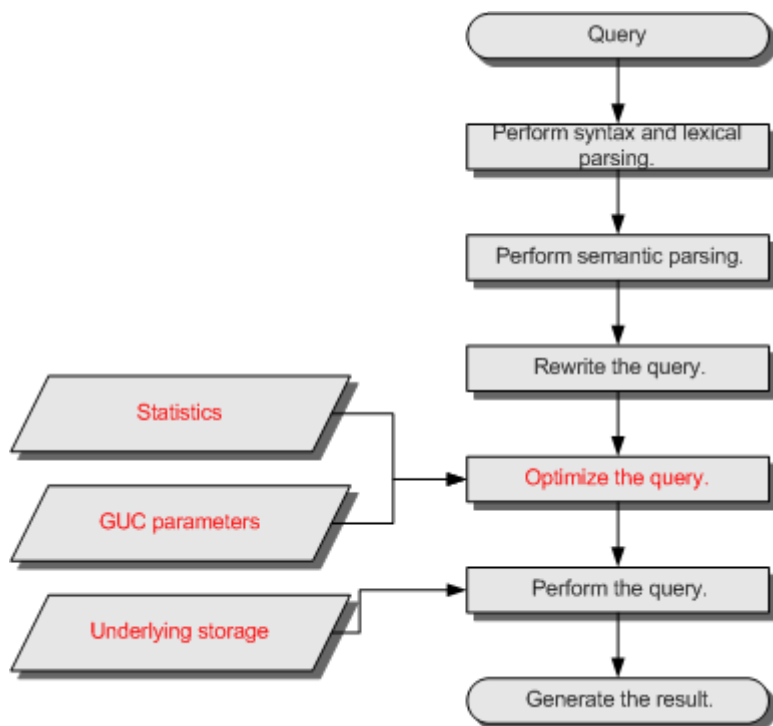 Query
Perform syntax and lexical
parsing.
Perform semantic parsing.
Rewrite the query.
Statistics
Optimize the query.
GUC parameters
Perform the query.
Underlying storage
Generate the result.